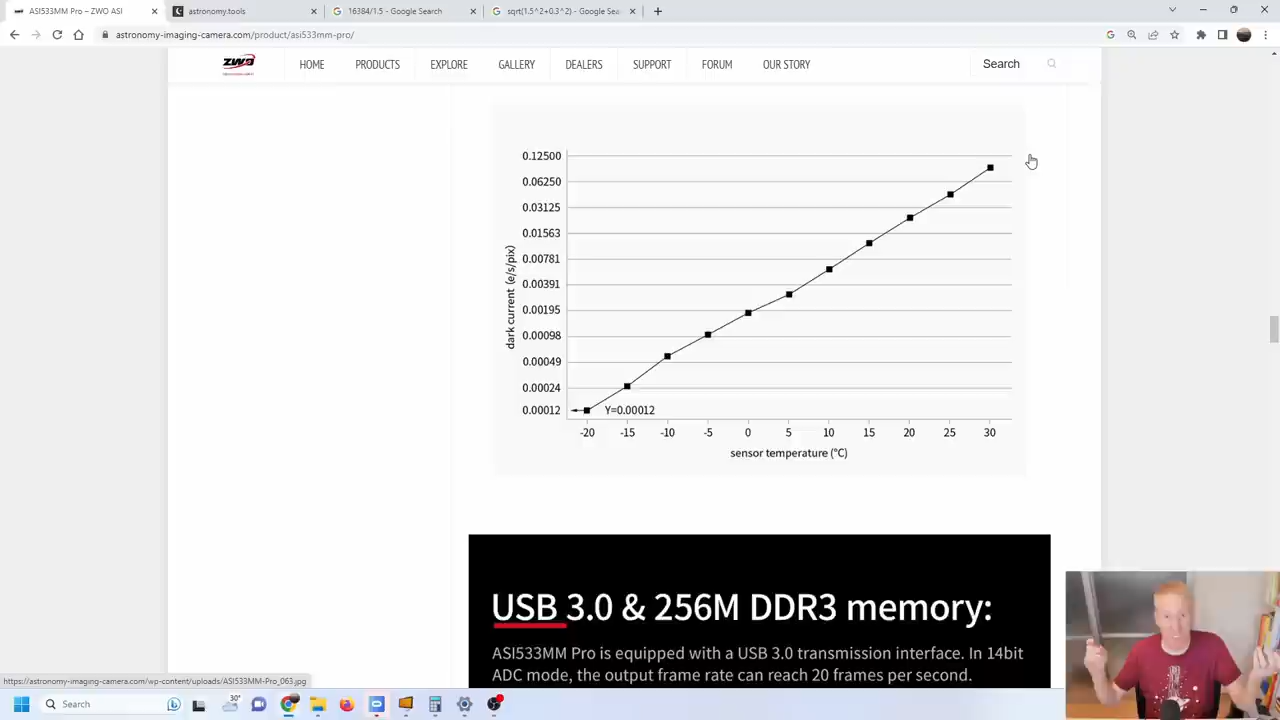 ASI533MM Pro – ZWO ASI
astronomy.tools
16384/1.5 - Google Search
sqrt(1.5^2+0.3^2) - Google Sea
astronomy-imaging-camera.com/product/asi533mm-pro/
ZWO
HOME PRODUCTS EXPLORE GALLERY DEALERS SUPPORT FORUM OUR STORY Search
0.12500
0.06250
0.03125
0.01563
0.00781
0.00391
0.00195
0.00098
0.00049
0.00024
0.00012
dark current (e/s/pix)
Y=0.00012
-20 -15 -10 -5 0 5 10 15 20 25 30
sensor temperature (°C)
USB 3.0 & 256M DDR3 memory:
ASI533MM Pro is equipped with a USB 3.0 transmission interface. In 14bit
ADC mode, the output frame rate can reach 20 frames per second.
https://astronomy-imaging-camera.com/wp-content/uploads/ASI533MM-Pro_063.jpg
Search
30°